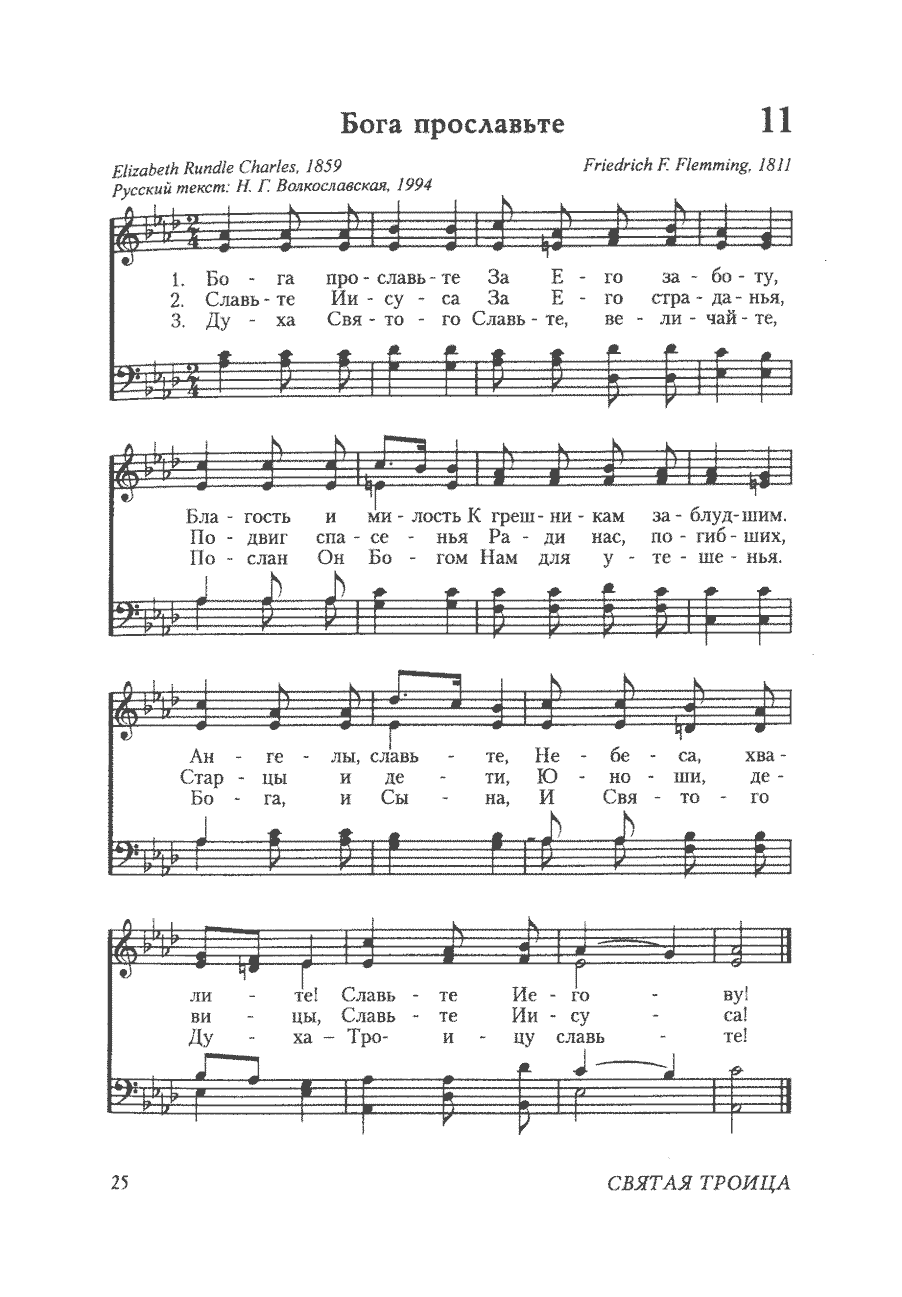 Бога прославьте 11
Elizabeth Rundle Charles, 1859 Friedrich F. Flemming, 1811
Русский текст: Н. Г. Волкославская, 1994
1. Бо - га про - славь - те За Е - го за - бо - ту,
2. Славь - те Ии - су - са За Е - го стра - да - нья,
3. Ду - ха Свя - то - го Славь - те, ве - ли - чай - те,
Бла - гость и ми - лость К греш - ни - кам за - блуд - шим.
По - двиг спа - се - нья Ра - ди нас, по - гиб - ших,
По - слан Он Бо - гом Нам для у - те - ше - нья.
Ан - ге - лы, славь - те, Не - бе - са, хва -
Стар - цы и де - ти, Ю - но - ши, де -
Бо - га, и Сы - на, И Свя - то - го
ли - те! Славь - те Ие - го - ву!
ви - цы, Славь - те Ии - су - са!
Ду - ха – Тро- и - цу славь - те!
25 СВЯТАЯ ТРОИЦА